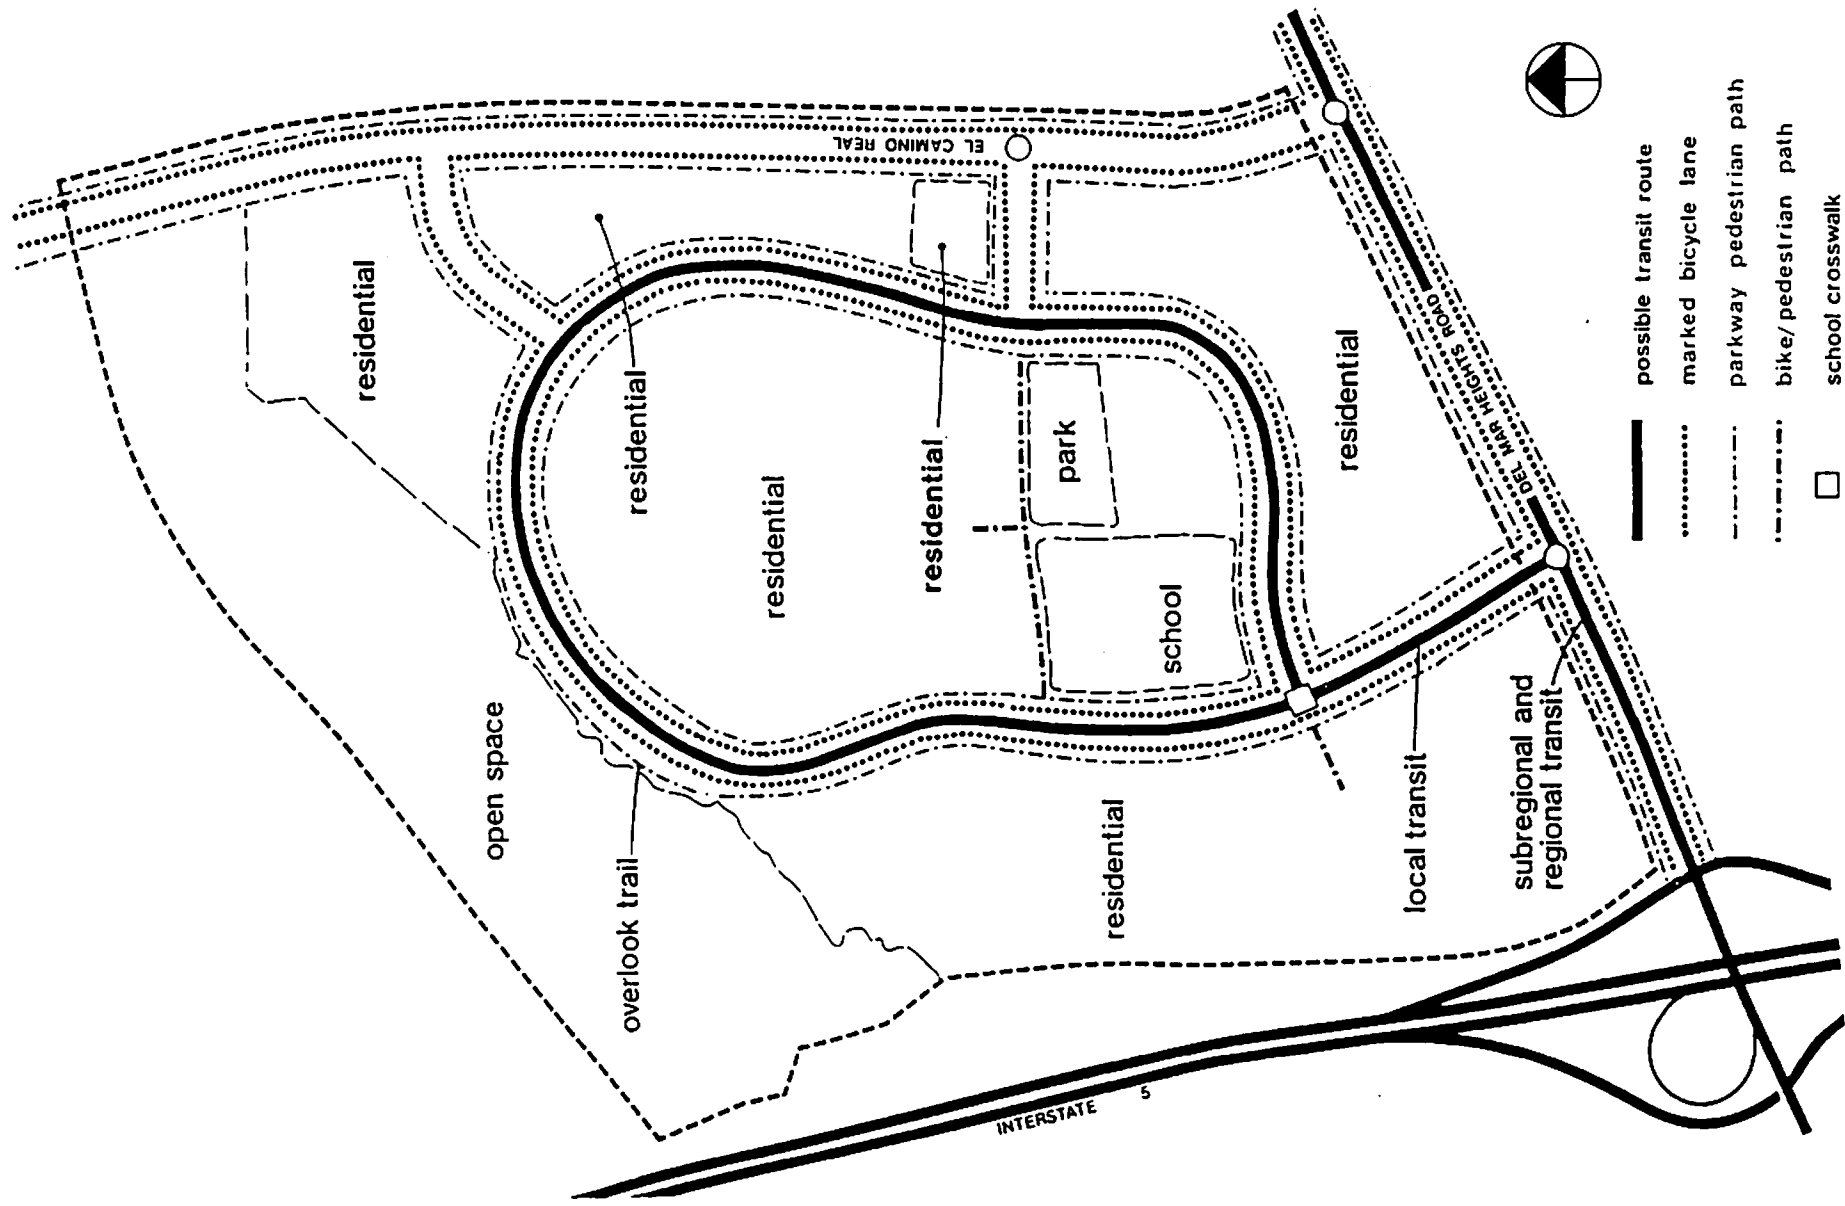 EL CAMINO REAL
residential
residential
residential
residential
park
residential
school
open space
overlook trail
residential
local transit
subregional and
regional transit
DEL MAR HEIGHTS ROAD
INTERSTATE 5
possible transit route
marked bicycle lane
parkway pedestrian path
bike/pedestrian path
school crosswalk